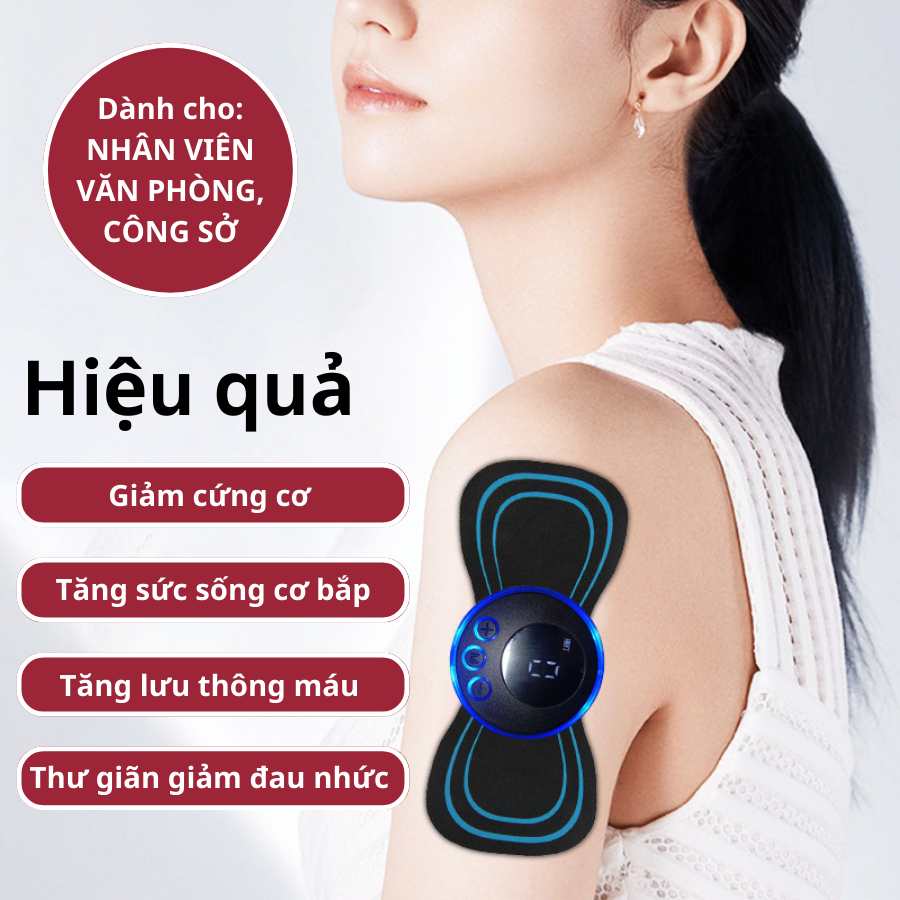 Dành cho:
NHÂN VIÊN
VĂN PHÒNG,
CÔNG SỞ
Hiệu quả
Giảm cứng cơ
Tăng sức sống cơ bắp
Tăng lưu thông máu
Thư giãn giảm đau nhức